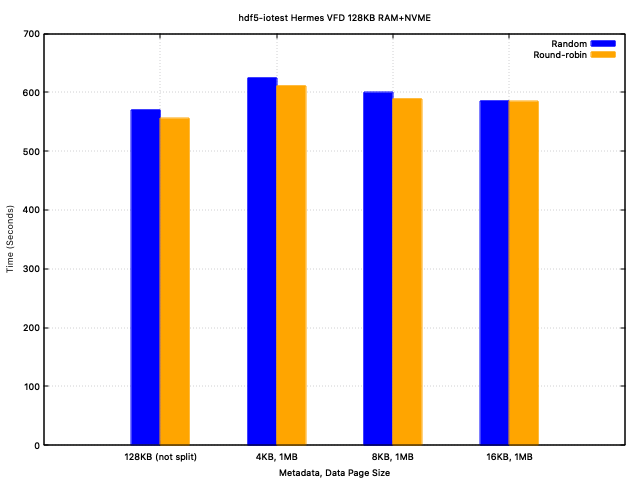 hdf5-iotest Hermes VFD 128KB RAM+NVME
700
600
500
400
300
200
100
0
Time (Seconds)
Random
Round-robin
128KB (not split)
4KB, 1MB
8KB, 1MB
16KB, 1MB
Metadata, Data Page Size